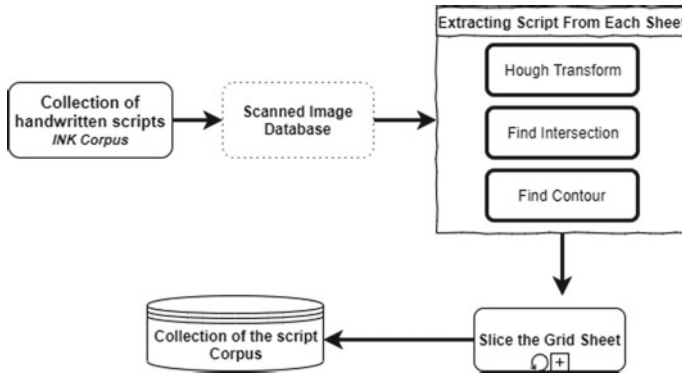 Extracting Script From Each Sheet
Hough Transform
Collection of
handwritten scripts
INK Corpus
Scanned Image
Database
Find Intersection
Find Contour
Collection of the script
Corpus
Slice the Grid Sheet